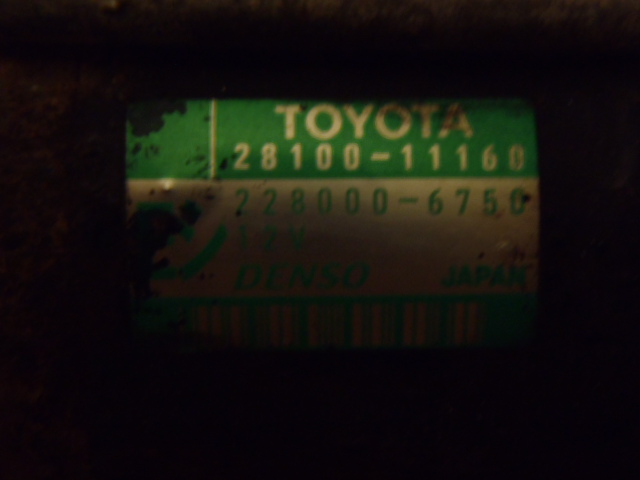 TOYOTA
28100-11160
228000-6750
12V
DENSO JAPAN